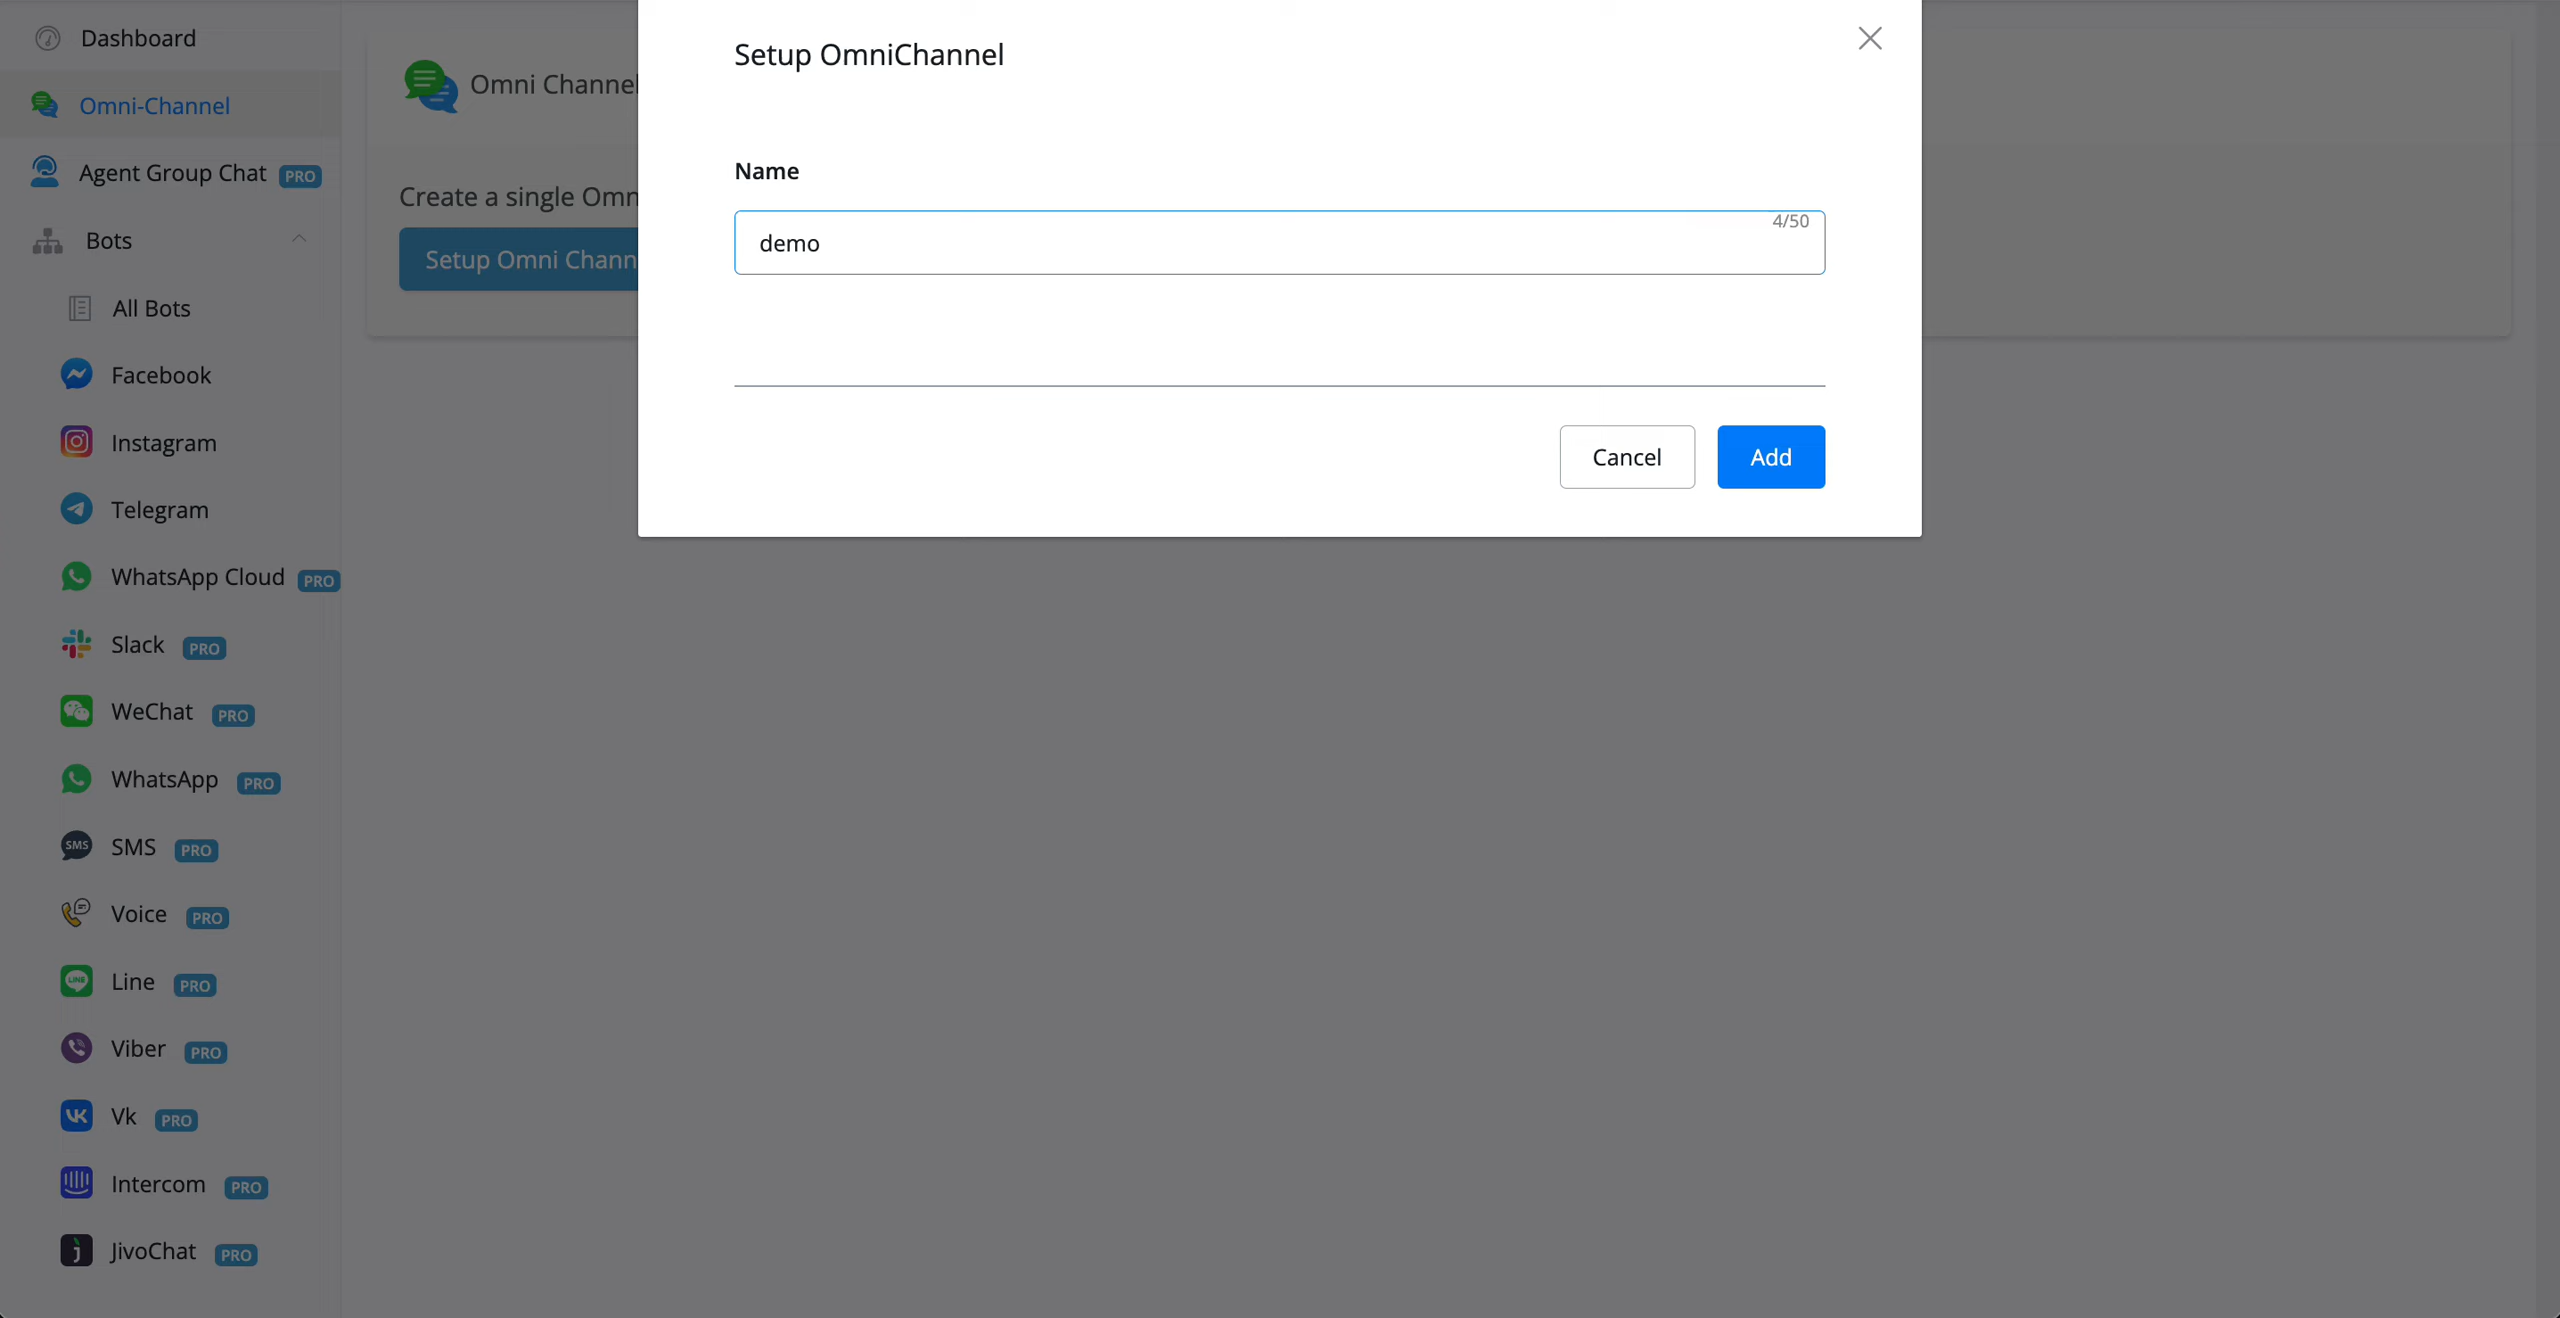 Dashboard
Omni-Channel
Agent Group Chat PRO
Bots
All Bots
Facebook
Instagram
Telegram
WhatsApp Cloud PRO
Slack PRO
WeChat PRO
WhatsApp PRO
SMS SMS PRO
Voice PRO
LINE Line PRO
Viber PRO
Vk PRO
Intercom PRO
JivoChat PRO
Omni Channel
Create a single Omn
Setup Omni Chann
Setup OmniChannel
Name
4/50
demo
Cancel Add